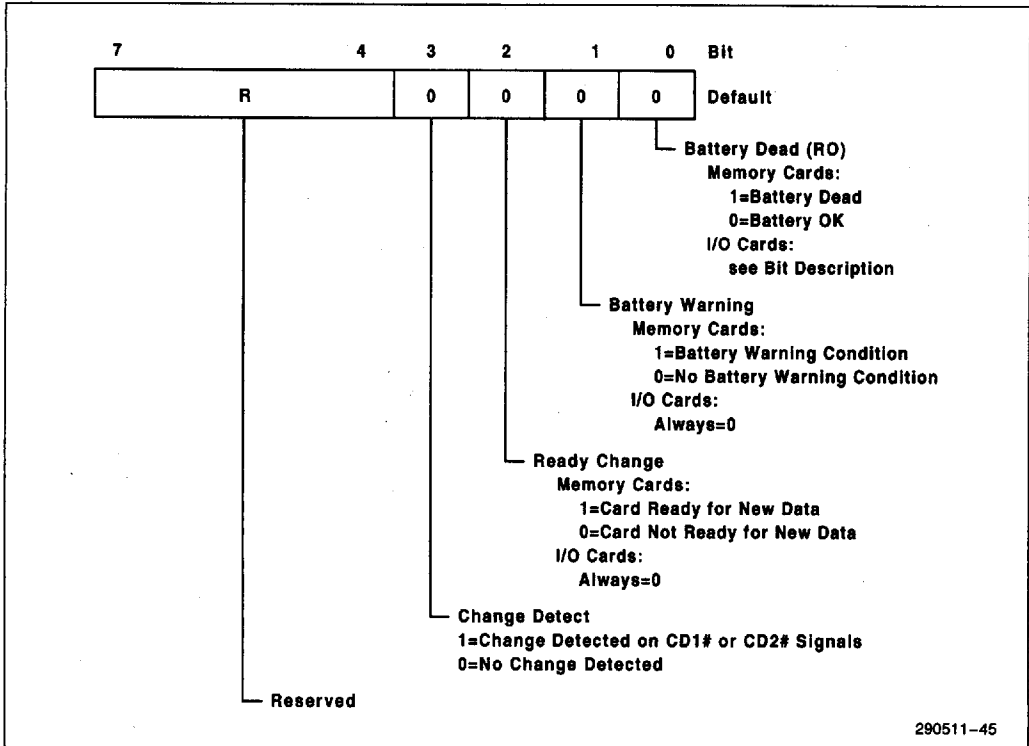 7 4 3 2 1 0 Bit
R 0 0 0 0 Default
Battery Dead (RO)
Memory Cards:
1=Battery Dead
0=Battery OK
I/O Cards:
see Bit Description
Battery Warning
Memory Cards:
1=Battery Warning Condition
0=No Battery Warning Condition
I/O Cards:
Always=0
Ready Change
Memory Cards:
1=Card Ready for New Data
0=Card Not Ready for New Data
I/O Cards:
Always=0
Change Detect
1=Change Detected on CD1# or CD2# Signals
0=No Change Detected
Reserved
290511–45